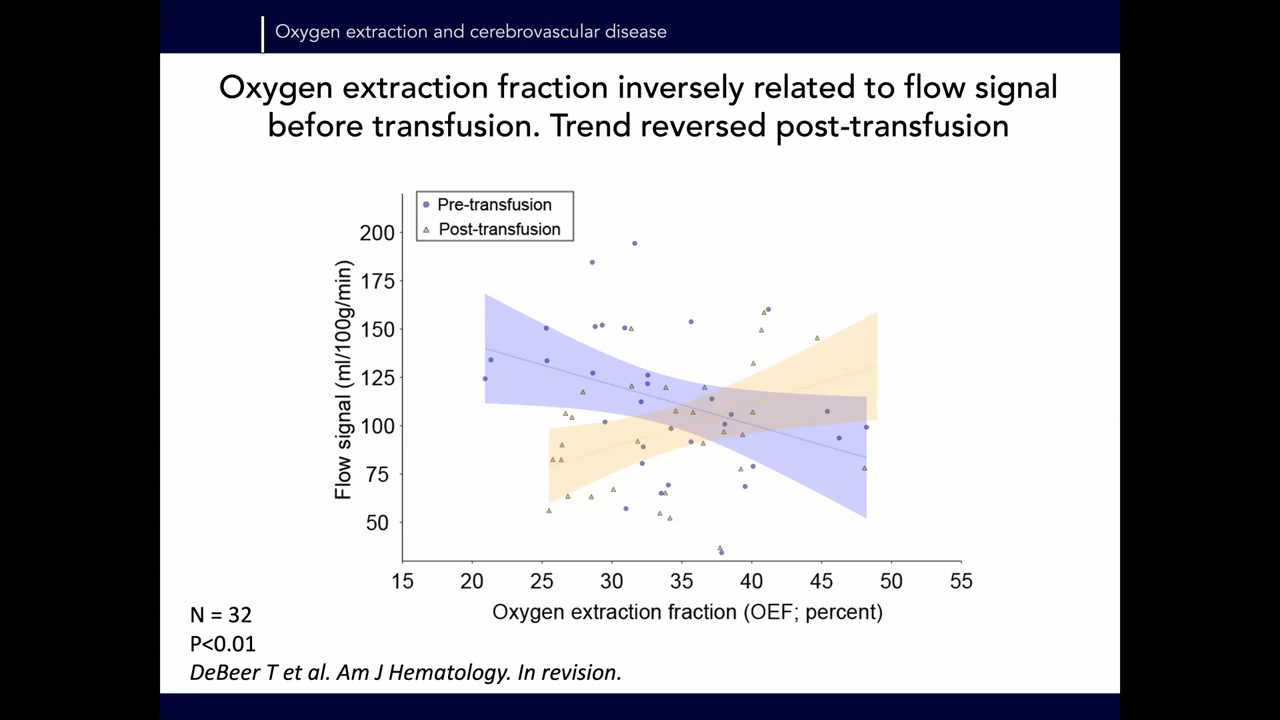 Oxygen extraction and cerebrovascular disease
Oxygen extraction fraction inversely related to flow signal
before transfusion. Trend reversed post-transfusion
Pre-transfusion
Post-transfusion
Flow signal (ml/100g/min)
200
175
150
125
100
75
50
15 20 25 30 35 40 45 50 55
Oxygen extraction fraction (OEF; percent)
N = 32
P<0.01
DeBeer T et al. Am J Hematology. In revision.